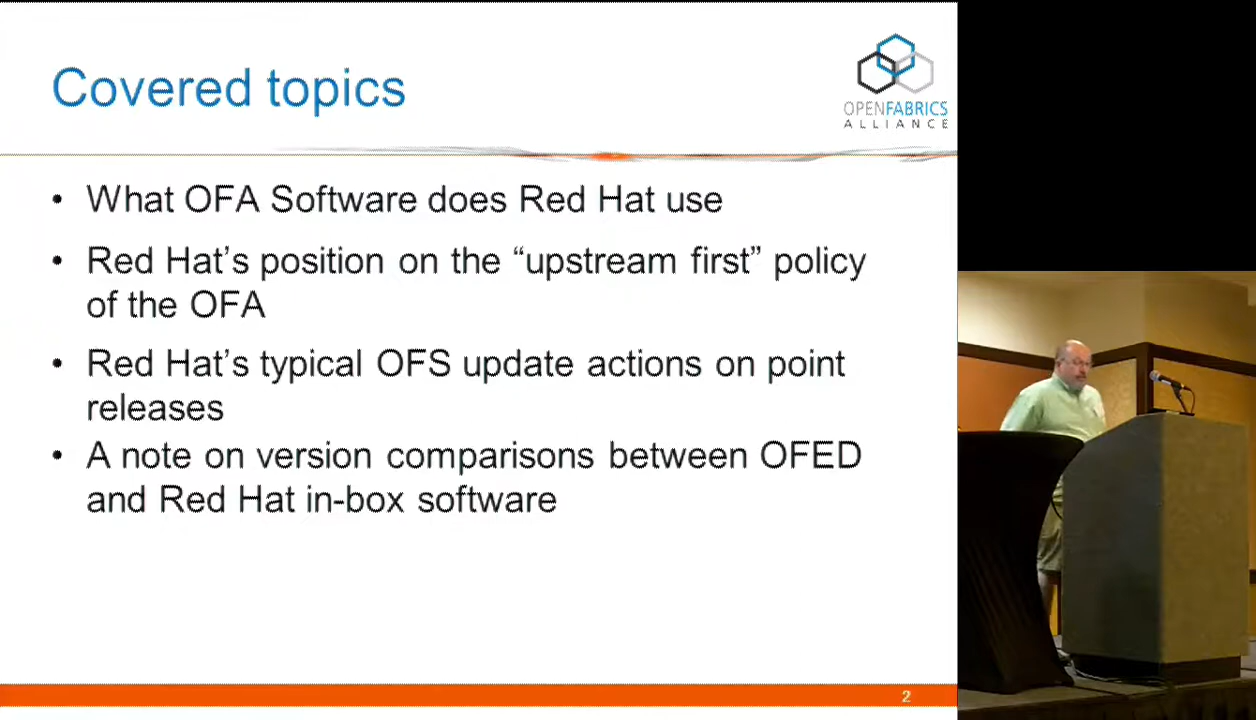 Covered topics
OPENFABRICS
ALLIANCE
• What OFA Software does Red Hat use
• Red Hat’s position on the “upstream first” policy
of the OFA
• Red Hat’s typical OFS update actions on point
releases
• A note on version comparisons between OFED
and Red Hat in-box software
2